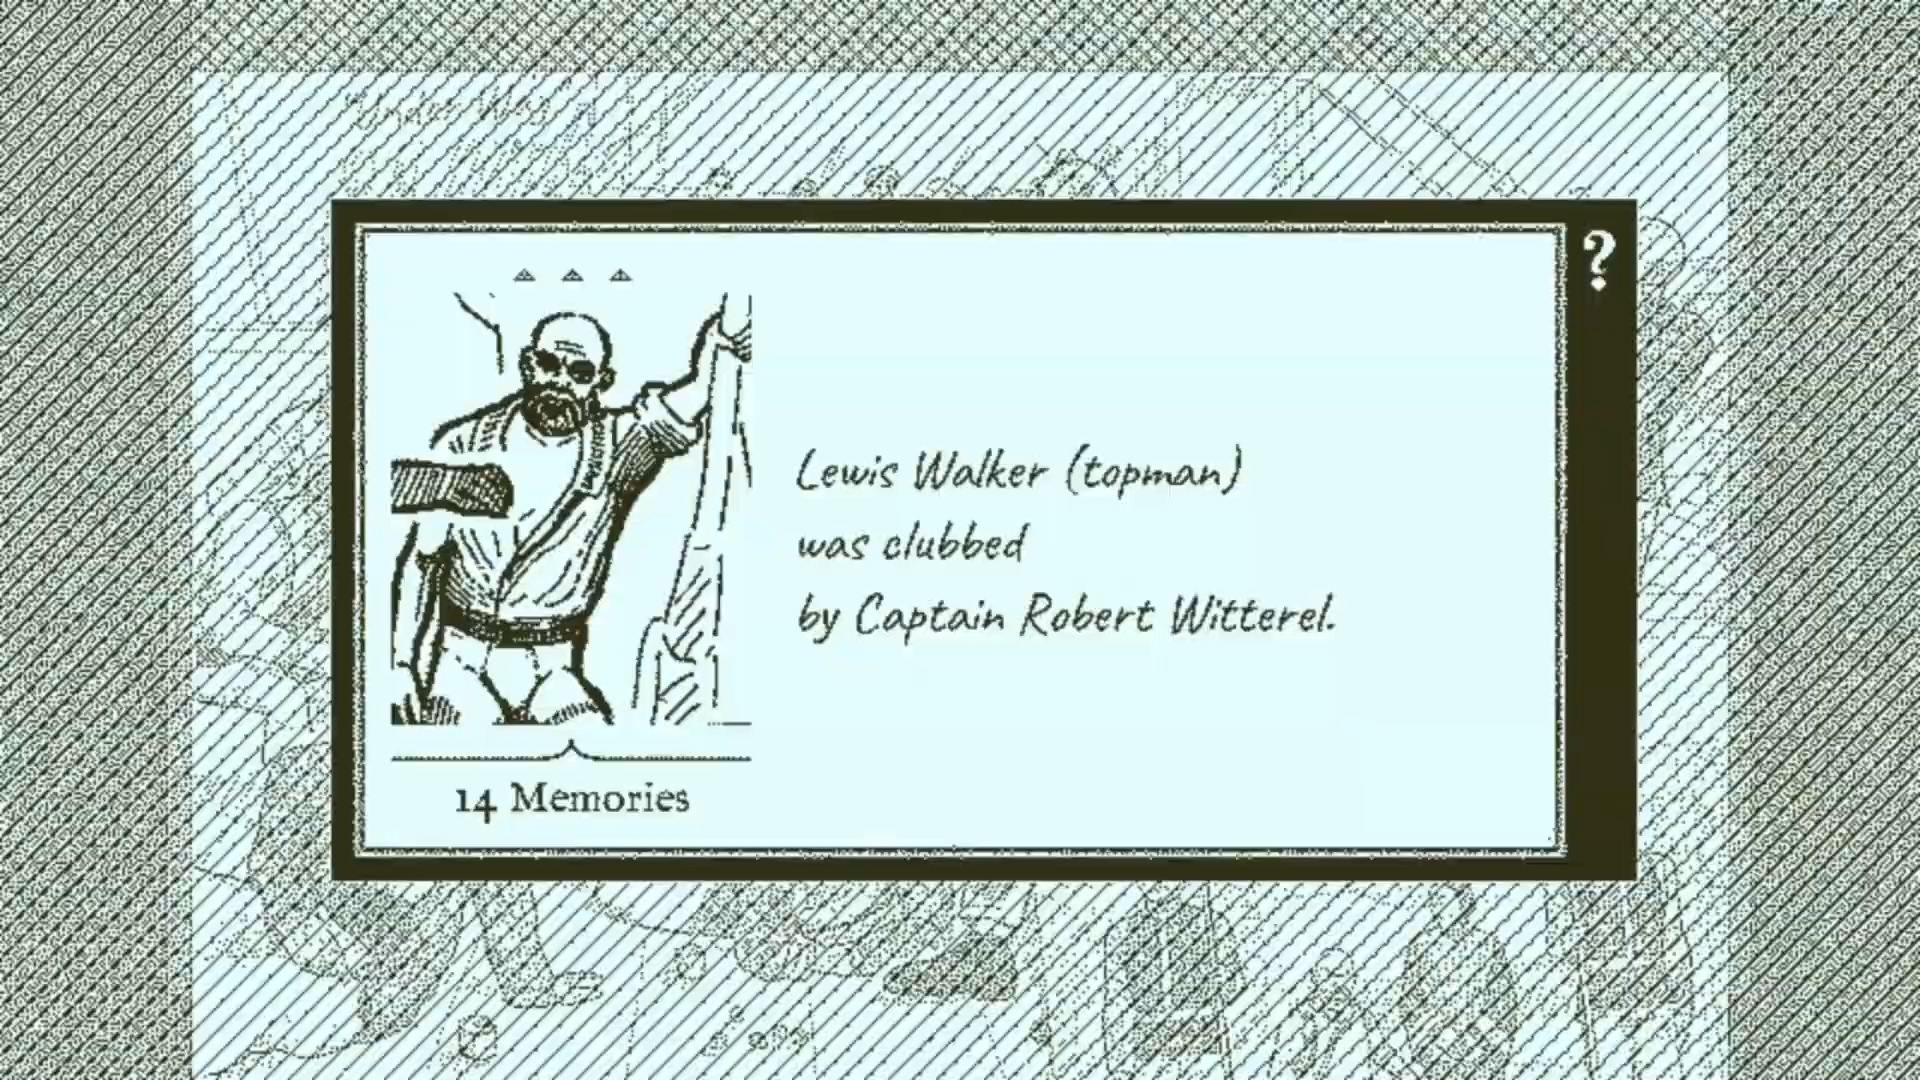 ?
Lewis Walker (topman)
was clubbed
by Captain Robert Witterel.
14 Memories